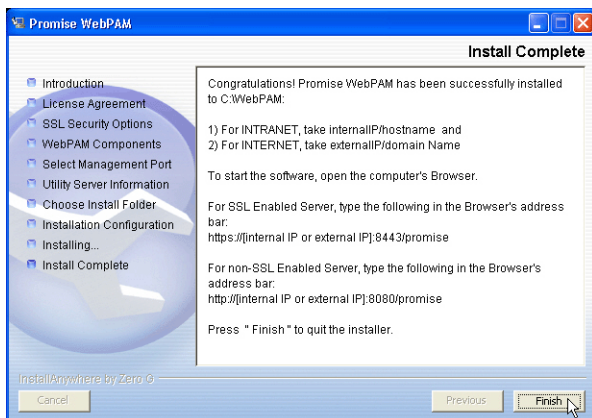 Promise WebPAM
Install Complete
Introduction
License Agreement
SSL Security Options
WebPAM Components
Select Management Port
Utility Server Information
Choose Install Folder
Installation Configuration
Installing...
Install Complete
Congratulations! Promise WebPAM has been successfully installed
to C:\WebPAM:
1) For INTRANET, take internalIP/hostname and
2) For INTERNET, take externalIP/domain Name
To start the software, open the computer's Browser.
For SSL Enabled Server, type the following in the Browser's address
bar:
https://[internal IP or external IP]:8443/promise
For non-SSL Enabled Server, type the following in the Browser's
address bar:
http://[internal IP or external IP]:8080/promise
Press " Finish " to quit the installer.
InstallAnywhere by Zero G
Cancel
Previous
Finish